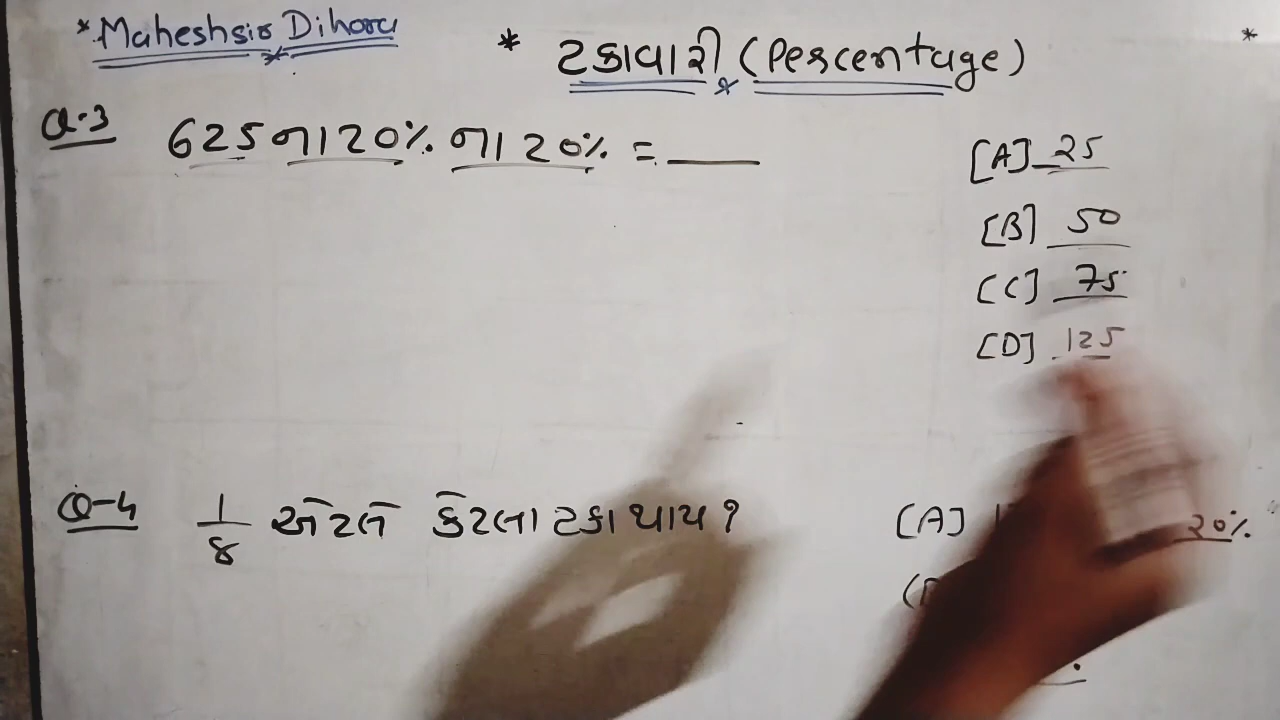 * Maheshsir Dihora
* ટકાવારી (Percentage) *
Q.3 625 ના 20% ના 20% = ____
[A] 25
[B] 50
[C] 75
[D] 125
Q-4 1/8 એટલે કેટલા ટકા થાય ?
[A]
20%